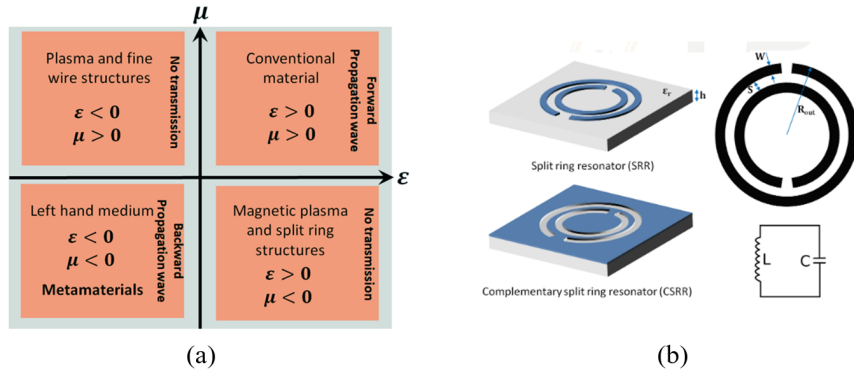 μ
Plasma and fine
wire structures
ε < 0
μ > 0
No transmission
Conventional
material
ε > 0
μ > 0
Forward
Propagation wave
ε
Left hand medium
ε < 0
μ < 0
Metamaterials
Backward
Propagation wave
Magnetic plasma
and split ring
structures
ε > 0
μ < 0
No transmission
(a)
εr
h
Split ring resonator (SRR)
Complementary split ring resonator (CSRR)
W
S
Rout
L
C
(b)